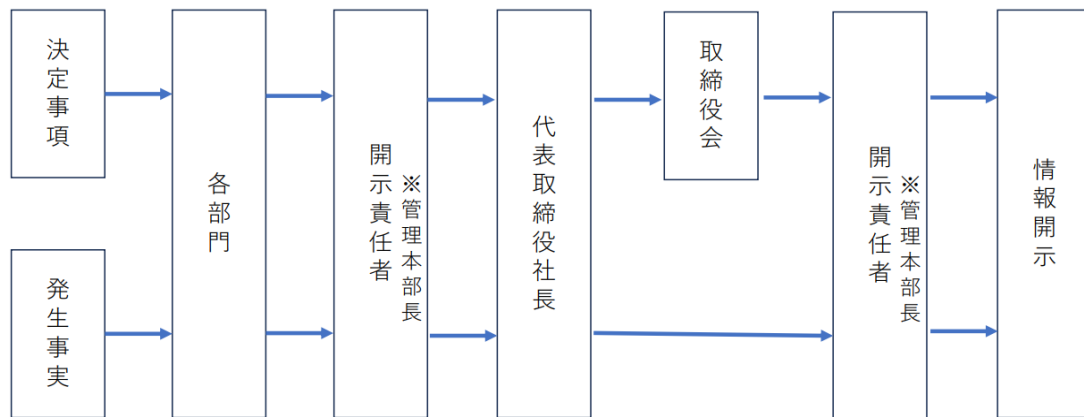 決定事項
発生事実
各部門
開示責任者
※管理本部長
代表取締役社長
取締役会
開示責任者
※管理本部長
情報開示